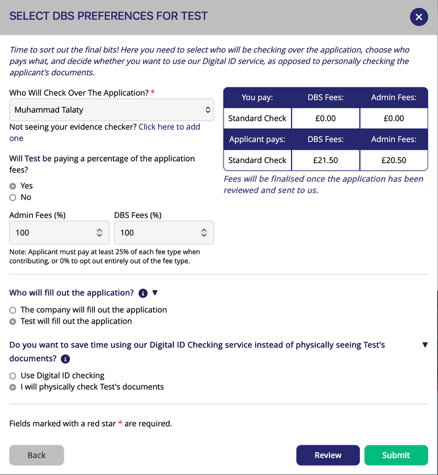 SELECT DBS PREFERENCES FOR TEST
Time to sort out the final bits! Here you need to select who will be checking over the application, choose who
pays what, and decide whether you want to use our Digital ID service, as opposed to personally checking the
applicant's documents.
Who Will Check Over The Application? *
Muhammad Talaty
Not seeing your evidence checker? Click here to add
one
Will Test be paying a percentage of the application
fees?
Yes
No
Admin Fees (%) DBS Fees (%)
100 100
Note: Applicant must pay at least 25% of each fee type when
contributing, or 0% to opt out entirely out of the fee type.
You pay: DBS Fees: Admin Fees:
Standard Check £0.00 £0.00
Applicant pays: DBS Fees: Admin Fees:
Standard Check £21.50 £20.50
Fees will be finalised once the application has been
reviewed and sent to us.
Who will fill out the application? i ▼
The company will fill out the application
Test will fill out the application
Do you want to save time using our Digital ID Checking service instead of physically seeing Test's ▼
documents? i
Use Digital ID checking
I will physically check Test's documents
Fields marked with a red star * are required.
Back Review Submit